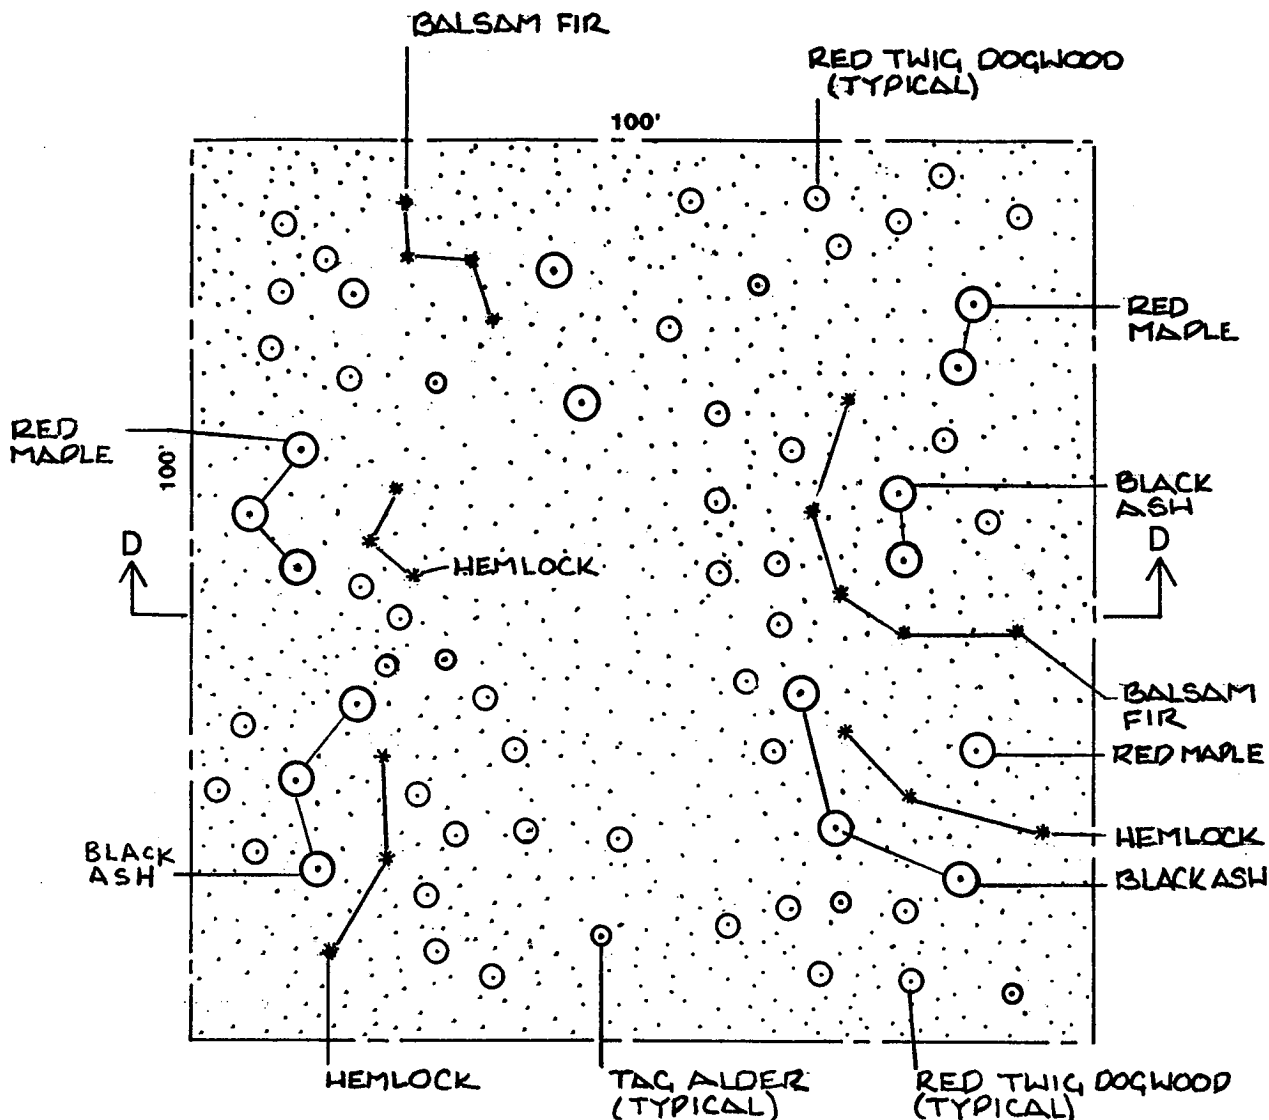 BALSAM FIR
RED TWIG DOGWOOD
(TYPICAL)
100'
RED
MAPLE
RED
MAPLE
100'
BLACK
ASH
D
D
HEMLOCK
BALSAM
FIR
RED MAPLE
HEMLOCK
BLACK
ASH
BLACK ASH
HEMLOCK
TAG ALDER
(TYPICAL)
RED TWIG DOGWOOD
(TYPICAL)